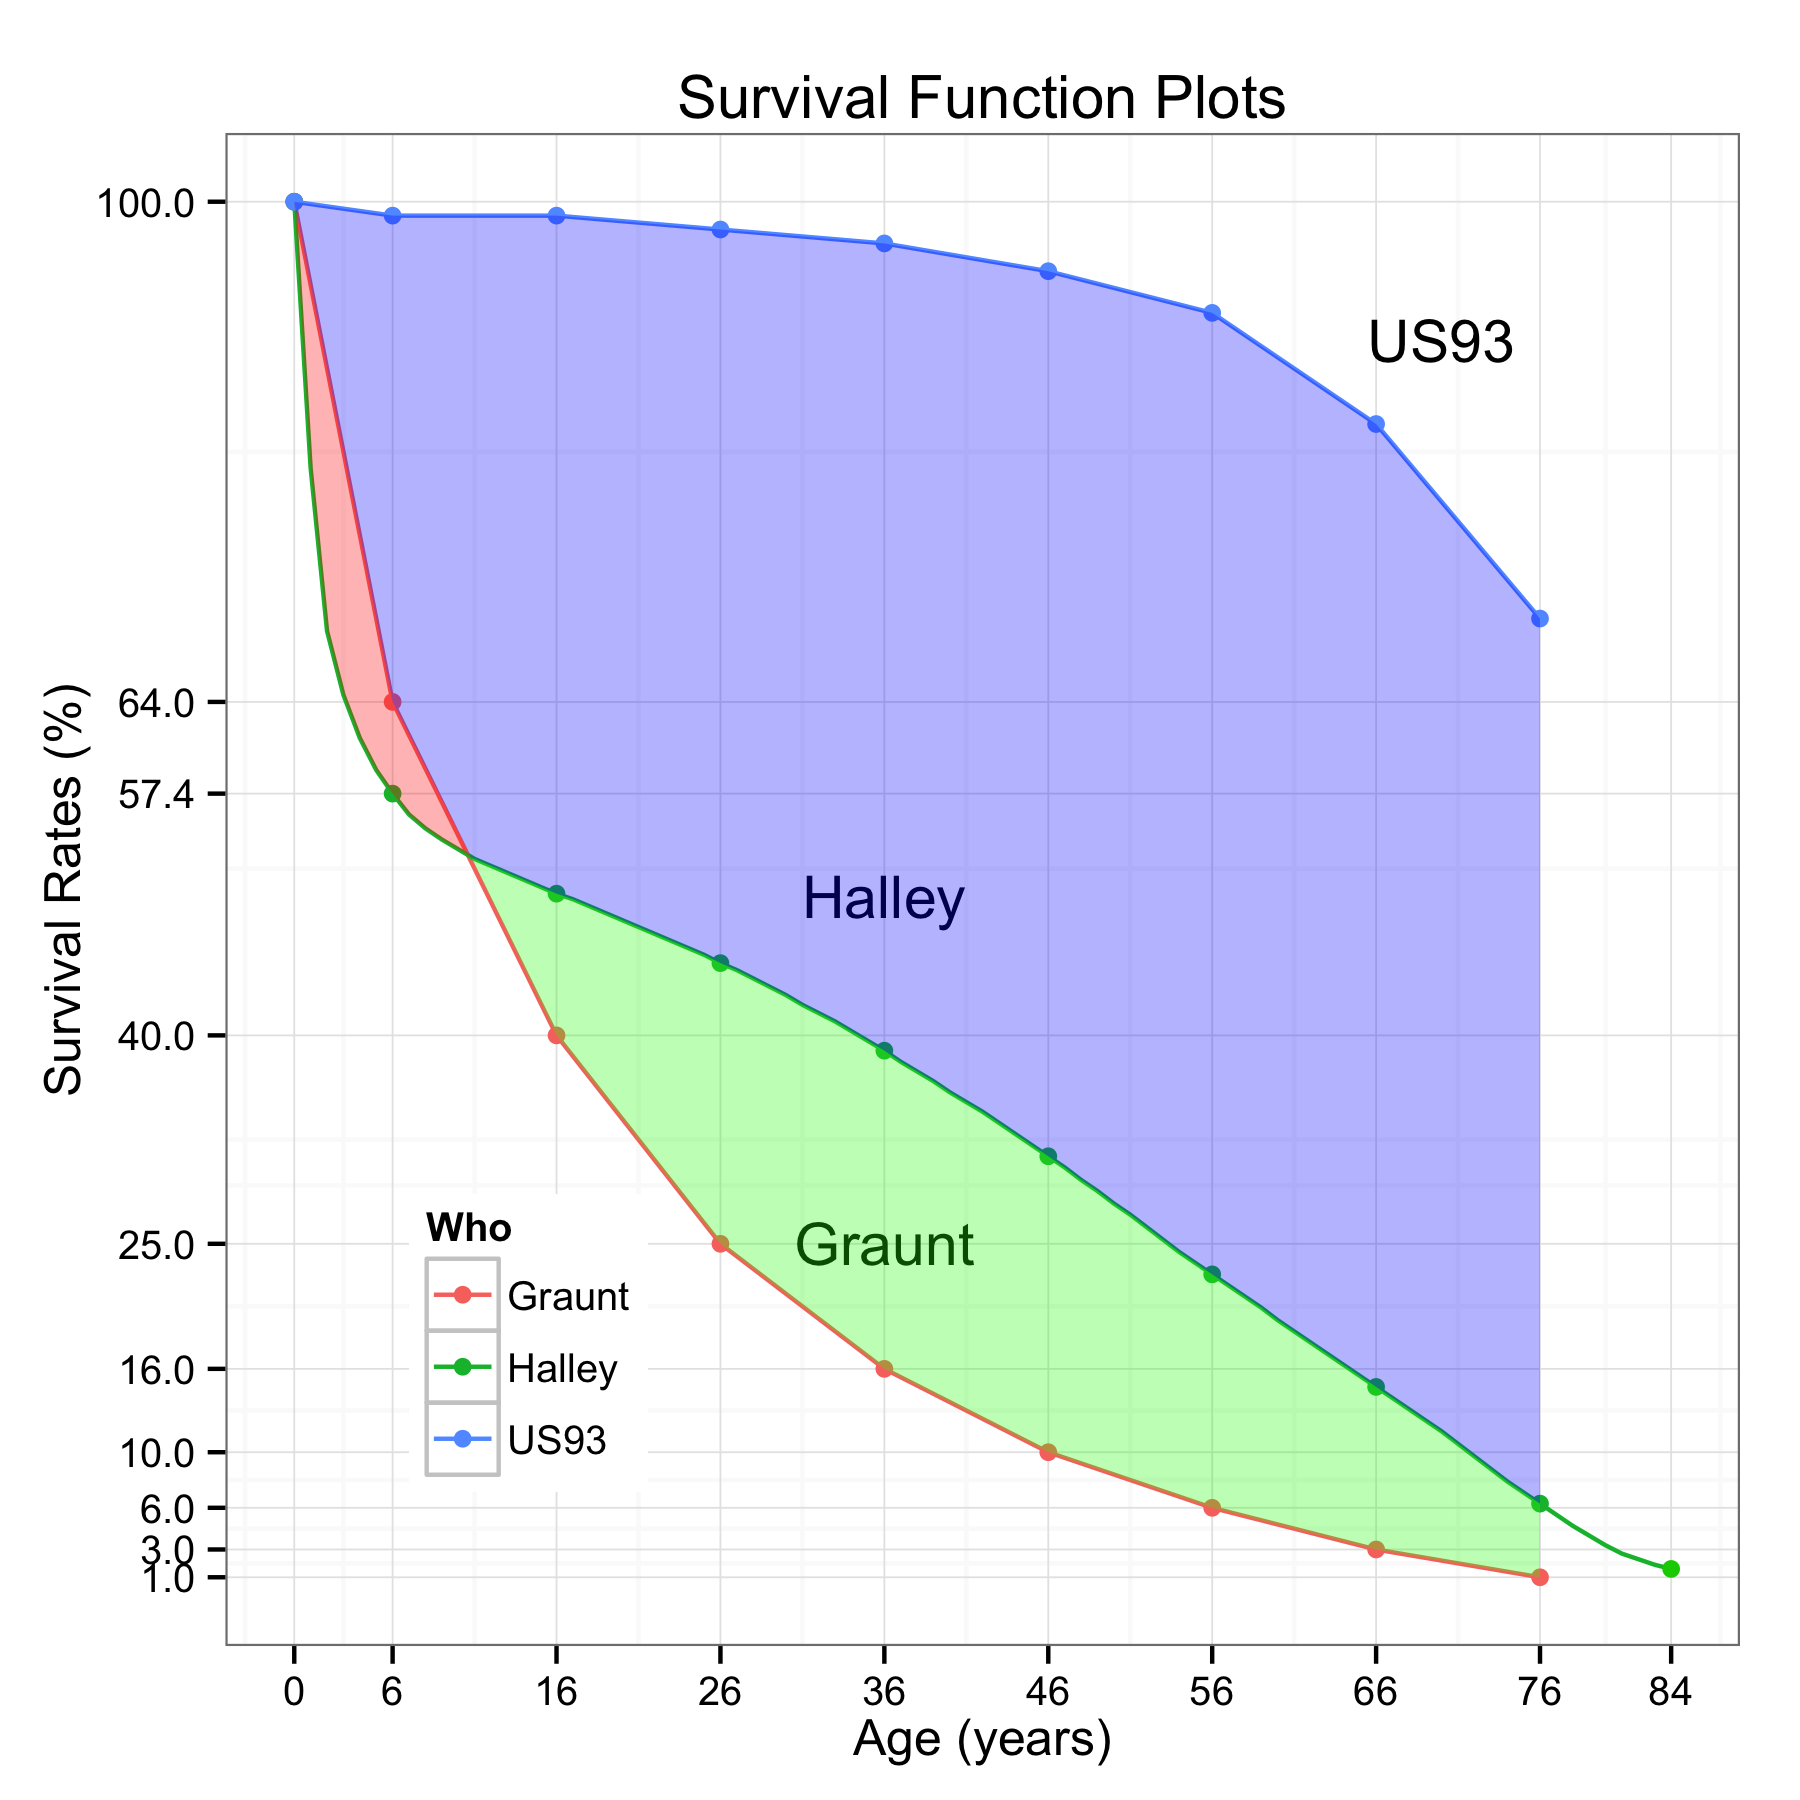 Survival Function Plots
100.0
64.0
57.4
40.0
25.0
16.0
10.0
6.0
3.0
1.0
Survival Rates (%)
US93
Halley
Graunt
Who
Graunt
Halley
US93
0 6 16 26 36 46 56 66 76 84
Age (years)